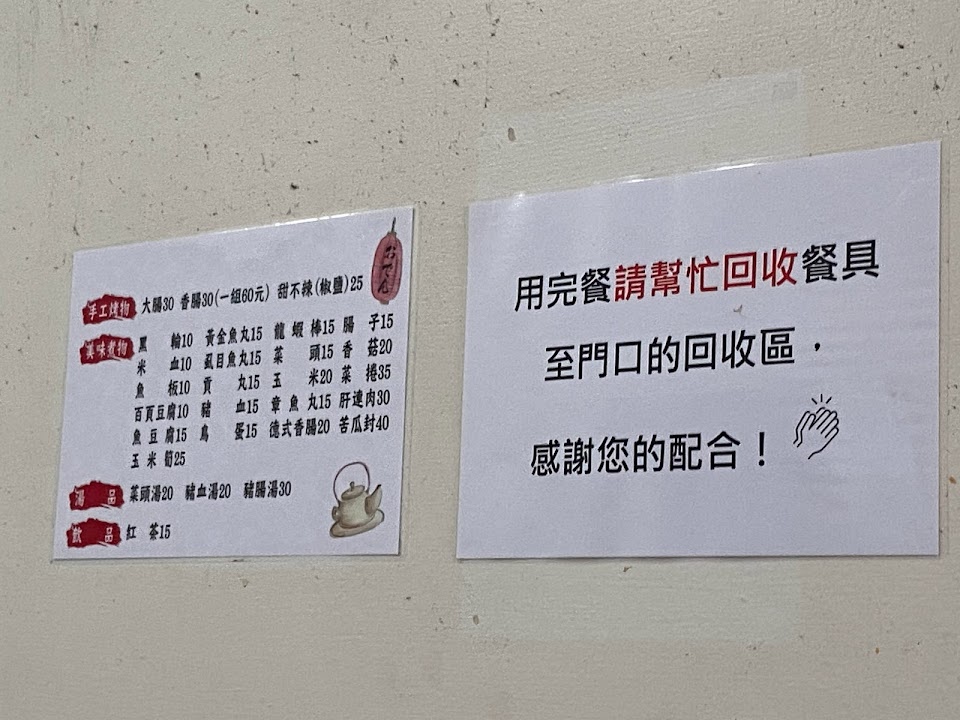 おでん
手工烤物 大腸30 香腸30(一組60元) 甜不辣(椒鹽)25
美味煮物 黑 輪10 黃金魚丸15 龍蝦棒15 腸 子15
米 血10 虱目魚丸15 菜 頭15 香 菇20
魚 板10 貢 丸15 玉 米20 菜 捲35
百頁豆腐10 豬 血15 章魚丸15 肝連肉30
魚豆腐15 鳥 蛋15 德式香腸20 苦瓜封40
玉米筍25
湯 品 菜頭湯20 豬血湯20 豬腸湯30
飲 品 紅 茶15
用完餐請幫忙回收餐具
至門口的回收區，
感謝您的配合！